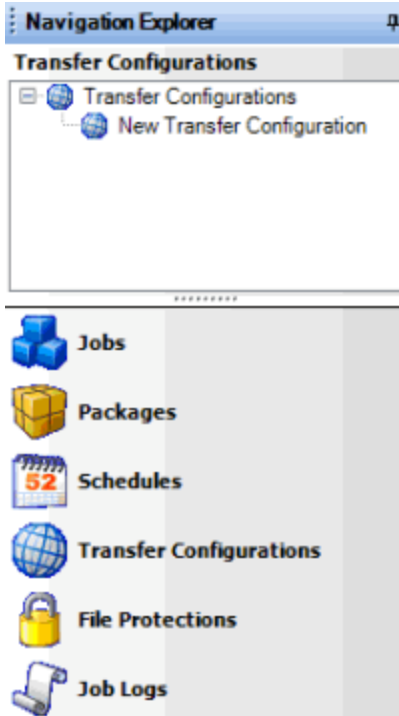 Navigation Explorer
Transfer Configurations
Transfer Configurations
New Transfer Configuration
Jobs
Packages
52
Schedules
Transfer Configurations
File Protections
Job Logs